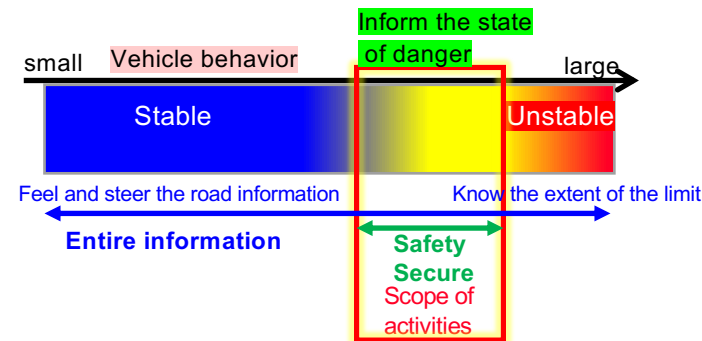 Inform the state
of danger
small
Vehicle behavior
large
Stable
Unstable
Feel and steer the road information
Know the extent of the limit
Entire information
Safety
Secure
Scope of
activities